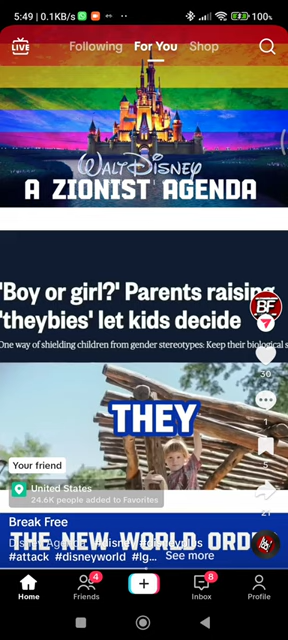 5:49 | 0.1KB/s
100%
LIVE
Following For You Shop
WALT DISNEY
A ZIONIST AGENDA
'Boy or girl?' Parents raising
'theybies' let kids decide
One way of shielding children from gender stereotypes: Keep their biological s
BF
30
THEY
1
5
Your friend
United States
24.6K people added to Favorites
21
Break Free
THE NEW WORLD ORD
#attack #disneyworld #lg... See more
4
8
Home Friends Inbox Profile